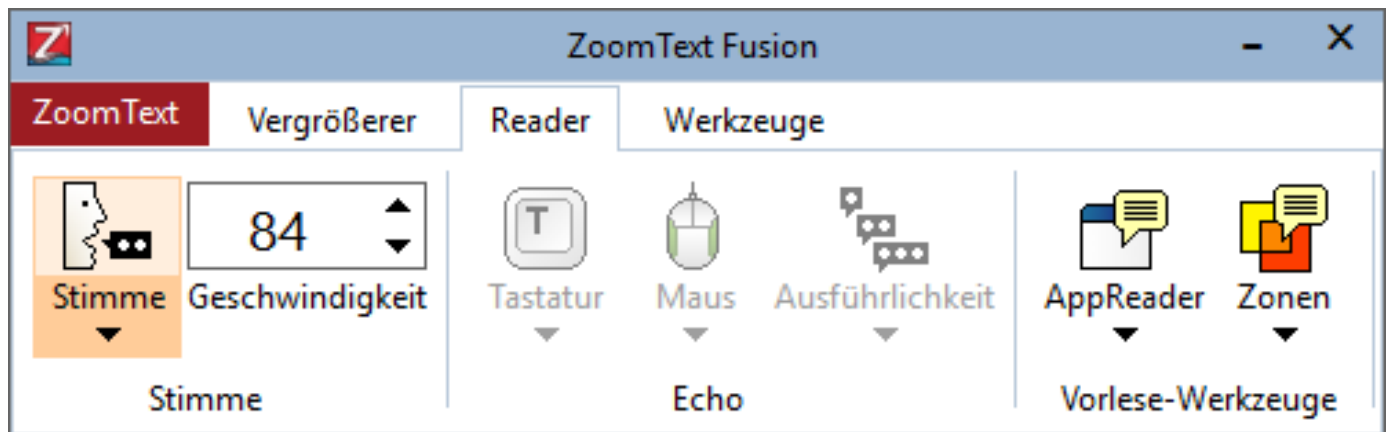 ZoomText Fusion
ZoomText Vergrößerer Reader Werkzeuge
84
Stimme Geschwindigkeit Tastatur Maus Ausführlichkeit AppReader Zonen
Stimme Echo Vorlese-Werkzeuge